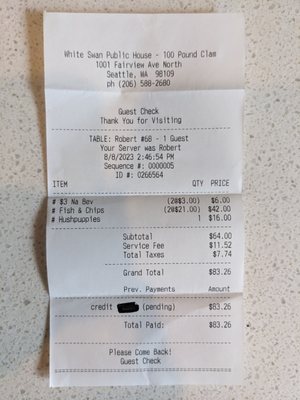 White Swan Public House - 100 Pound Clam
1001 Fairview Ave North
Seattle, WA 98109
ph (206) 588-2680
Guest Check
Thank You for Visiting
TABLE: Robert #68 - 1 Guest
Your Server was Robert
8/8/2023 2:46:54 PM
Sequence #: 0000005
ID #: 0266564
ITEM QTY PRICE
# $3 Na Bev (2@$3.00) $6.00
# Fish & Chips (2@$21.00) $42.00
# Hushpuppies 1 $16.00
Subtotal $64.00
Service Fee $11.52
Total Taxes $7.74
Grand Total $83.26
Prev. Payments Amount
credit (pending) $83.26
Total Paid: $83.26
Please Come Back!
Guest Check